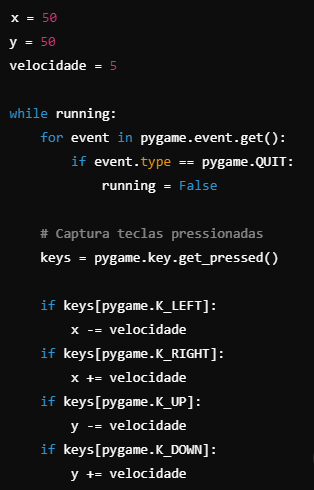 x = 50
y = 50
velocidade = 5

while running:
    for event in pygame.event.get():
        if event.type == pygame.QUIT:
            running = False

    # Captura teclas pressionadas
    keys = pygame.key.get_pressed()

    if keys[pygame.K_LEFT]:
        x -= velocidade
    if keys[pygame.K_RIGHT]:
        x += velocidade
    if keys[pygame.K_UP]:
        y -= velocidade
    if keys[pygame.K_DOWN]:
        y += velocidade